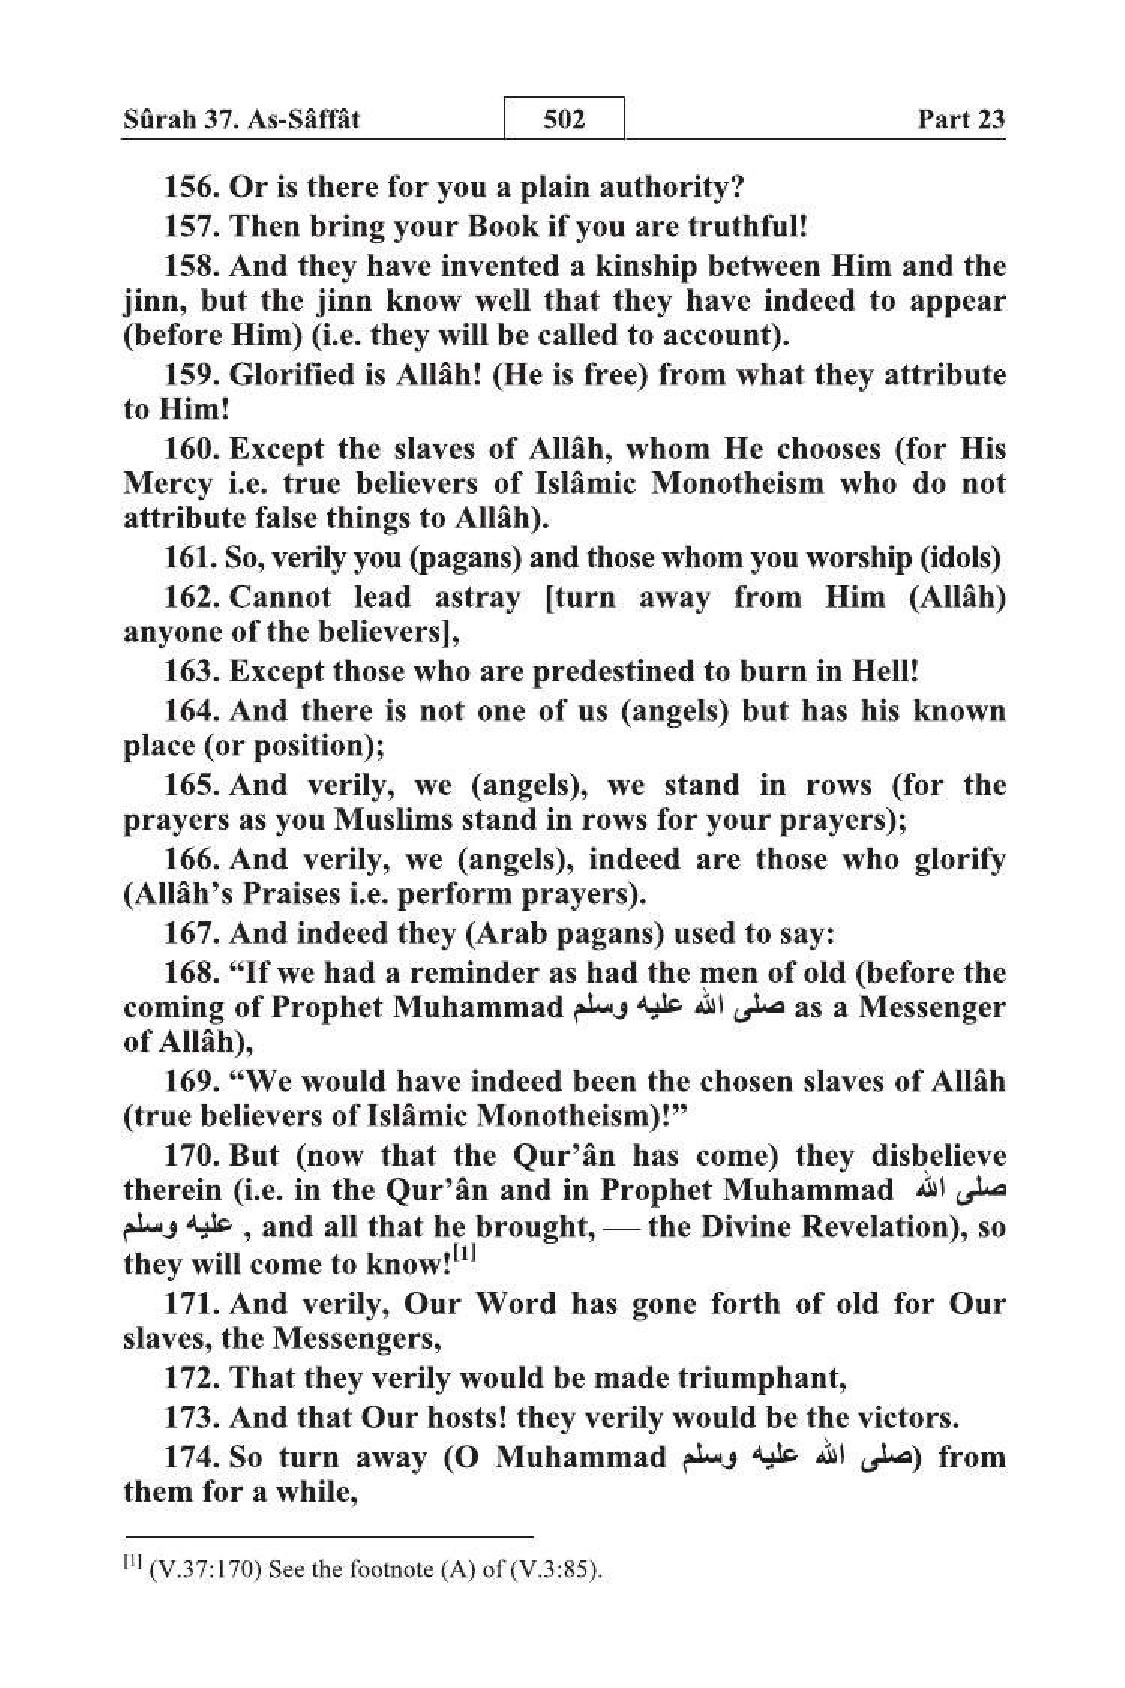 Sûrah 37. As-Sâffât 502 Part 23
156. Or is there for you a plain authority?
157. Then bring your Book if you are truthful!
158. And they have invented a kinship between Him and the
jinn, but the jinn know well that they have indeed to appear
(before Him) (i.e. they will be called to account).
159. Glorified is Allâh! (He is free) from what they attribute
to Him!
160. Except the slaves of Allâh, whom He chooses (for His
Mercy i.e. true believers of Islâmic Monotheism who do not
attribute false things to Allâh).
161. So, verily you (pagans) and those whom you worship (idols)
162. Cannot lead astray [turn away from Him (Allâh)
anyone of the believers],
163. Except those who are predestined to burn in Hell!
164. And there is not one of us (angels) but has his known
place (or position);
165. And verily, we (angels), we stand in rows (for the
prayers as you Muslims stand in rows for your prayers);
166. And verily, we (angels), indeed are those who glorify
(Allâh’s Praises i.e. perform prayers).
167. And indeed they (Arab pagans) used to say:
168. “If we had a reminder as had the men of old (before the
coming of Prophet Muhammad صلى الله عليه وسلم as a Messenger
of Allâh),
169. “We would have indeed been the chosen slaves of Allâh
(true believers of Islâmic Monotheism)!”
170. But (now that the Qur’ân has come) they disbelieve
therein (i.e. in the Qur’ân and in Prophet Muhammad صلى الله
عليه وسلم , and all that he brought, — the Divine Revelation), so
they will come to know![1]
171. And verily, Our Word has gone forth of old for Our
slaves, the Messengers,
172. That they verily would be made triumphant,
173. And that Our hosts! they verily would be the victors.
174. So turn away (O Muhammad صلى الله عليه وسلم) from
them for a while,
[1] (V.37:170) See the footnote (A) of (V.3:85).